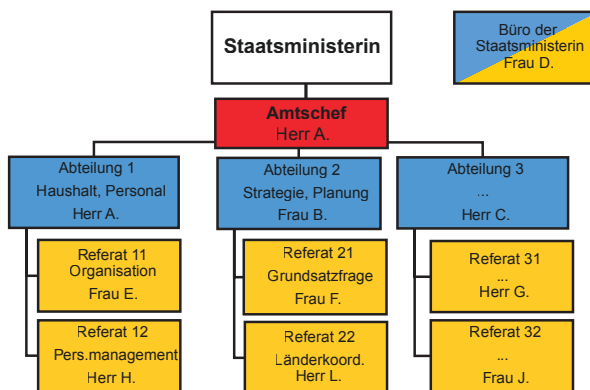 Staatsministerin
Büro der
Staatsministerin
Frau D.
Amtschef
Herr A.
Abteilung 1
Haushalt, Personal
Herr A.
Abteilung 2
Strategie, Planung
Frau B.
Abteilung 3
...
Herr C.
Referat 11
Organisation
Frau E.
Referat 21
Grundsatzfrage
Frau F.
Referat 31
...
Herr G.
Referat 12
Pers.management
Herr H.
Referat 22
Länderkoord.
Herr L.
Referat 32
...
Frau J.